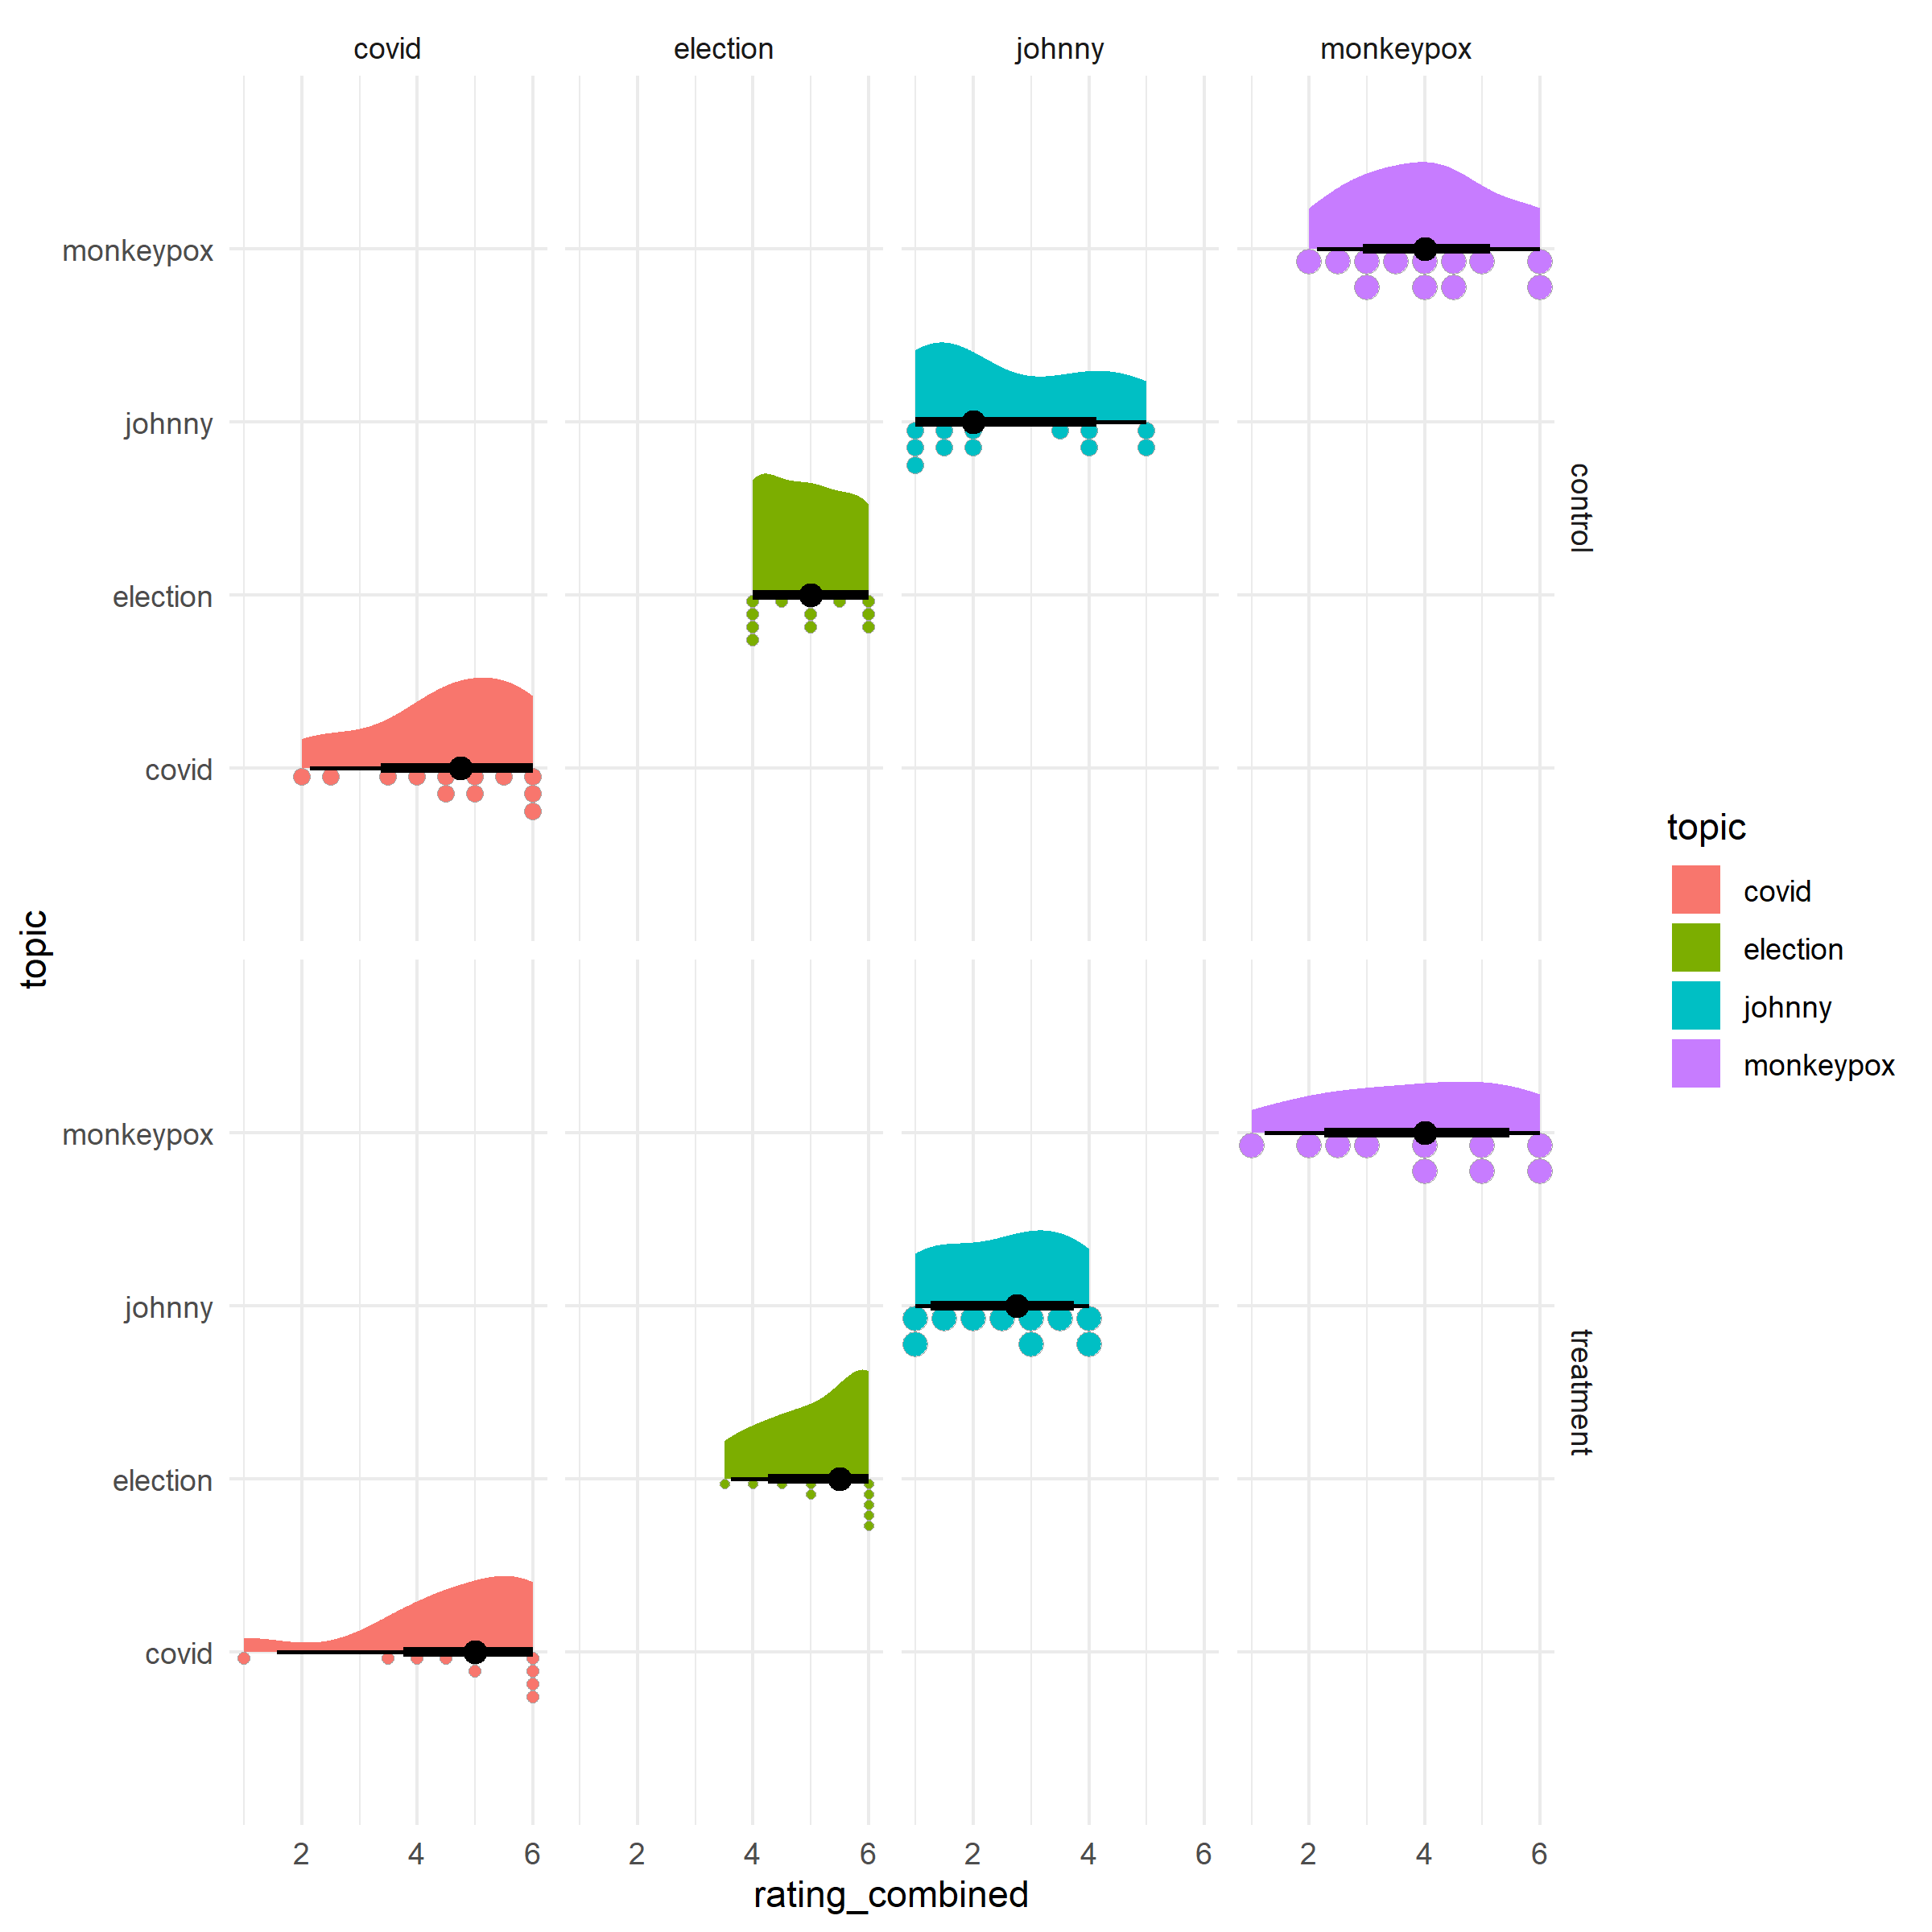 covid election johnny monkeypox
monkeypox
johnny
election
covid
control
monkeypox
johnny
election
covid
treatment
topic
2 4 6 2 4 6 2 4 6 2 4 6
rating_combined
topic
covid
election
johnny
monkeypox